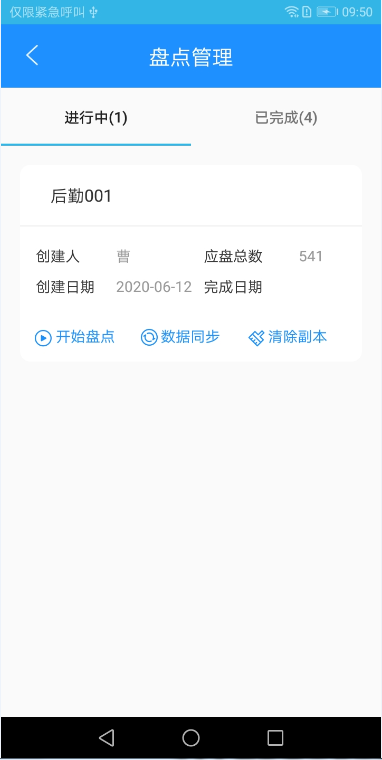 仅限紧急呼叫 09:50
盘点管理
进行中(1) 已完成(4)
后勤001
创建人 曹 应盘总数 541
创建日期 2020-06-12 完成日期
开始盘点 数据同步 清除副本